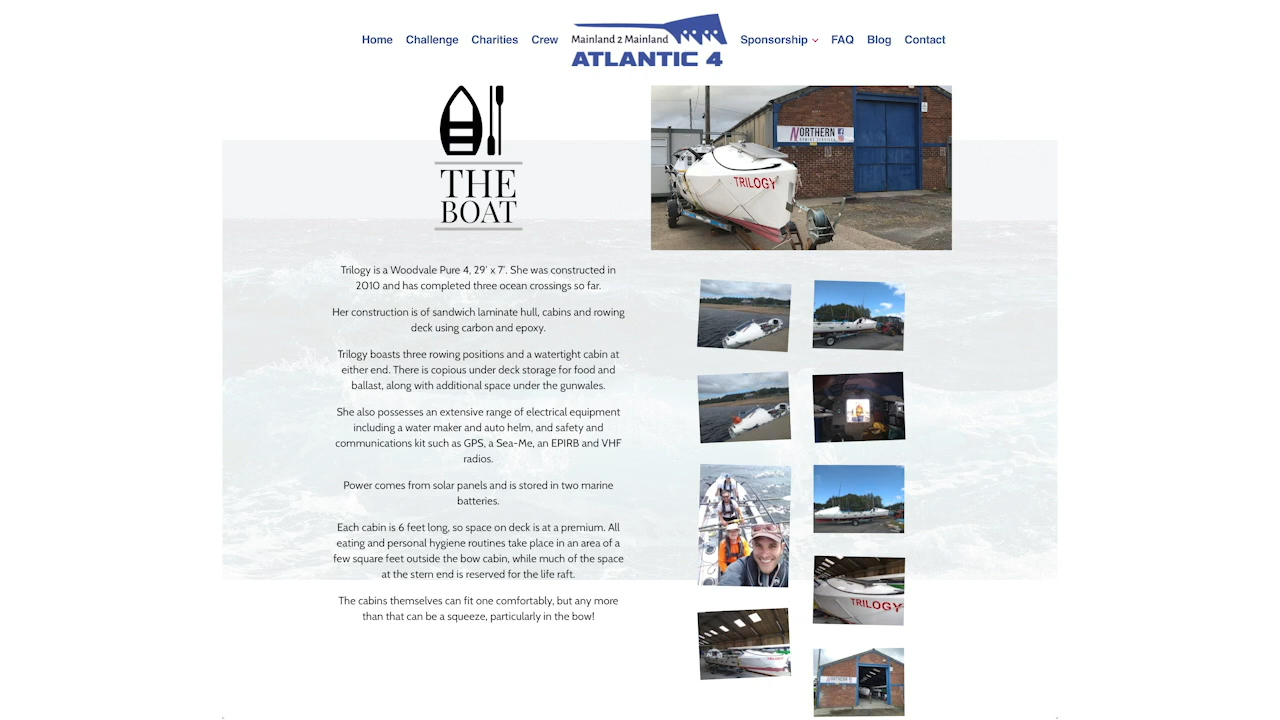 Home Challenge Charities Crew
Mainland 2 Mainland
ATLANTIC 4
Sponsorship FAQ Blog Contact
THE
BOAT
NORTHERN
ROWING SERVICES
TRILOGY
Trilogy is a Woodvale Pure 4, 29' x 7'. She was constructed in
2010 and has completed three ocean crossings so far.
Her construction is of sandwich laminate hull, cabins and rowing
deck using carbon and epoxy.
Trilogy boasts three rowing positions and a watertight cabin at
either end. There is copious under deck storage for food and
ballast, along with additional space under the gunwales.
She also possesses an extensive range of electrical equipment
including a water maker and auto helm, and safety and
communications kit such as GPS, a Sea-Me, an EPIRB and VHF
radios.
Power comes from solar panels and is stored in two marine
batteries.
Each cabin is 6 feet long, so space on deck is at a premium. All
eating and personal hygiene routines take place in an area of a
few square feet outside the bow cabin, while much of the space
at the stern end is reserved for the life raft.
The cabins themselves can fit one comfortably, but any more
than that can be a squeeze, particularly in the bow!
TRILOGY
TRILOGY
NORTHERN